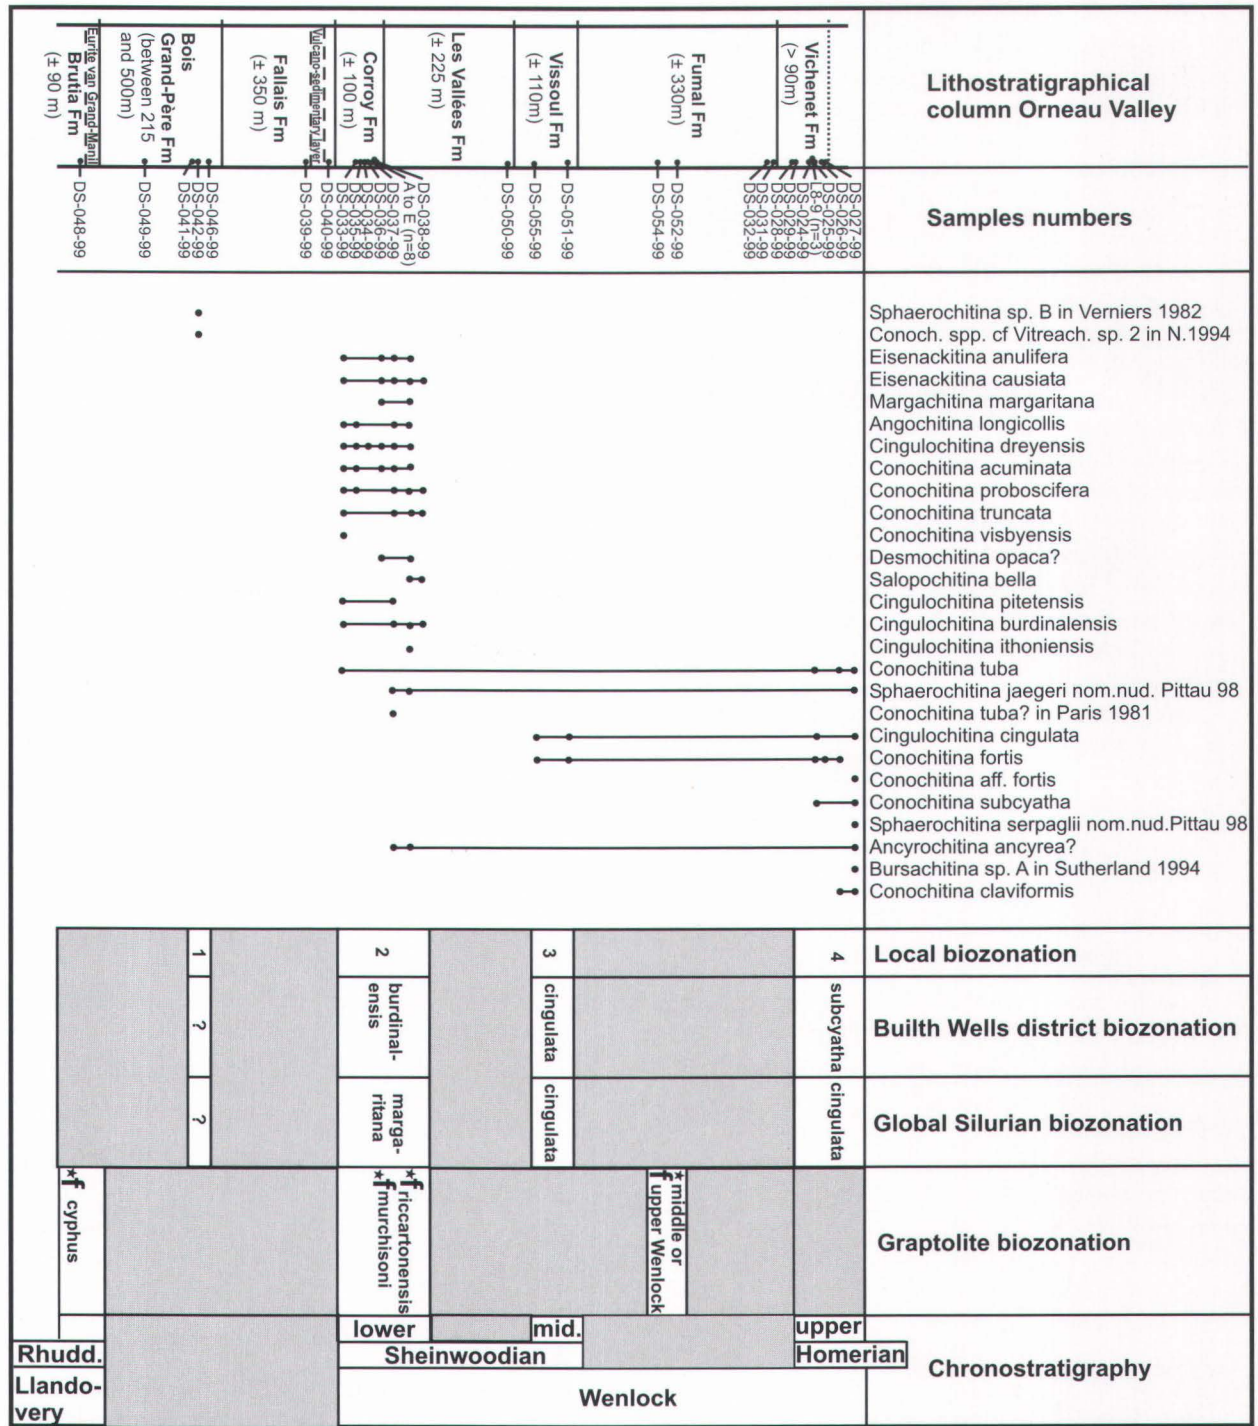 Lithostratigraphical
column Orneau Valley
Vichenet Fm
(> 90m)
Fumal Fm
(± 330m)
Vissoul Fm
(± 110m)
Les Vallées Fm
(± 225 m)
Corroy Fm
(± 100 m)
Vulcano-sedimentary layer
Fallais Fm
(± 350 m)
Bois
Grand-Père Fm
(between 215
and 500m)
Eurite van Grand-Manil
Brutia Fm
(± 90 m)
Samples numbers
DS-027-99
DS-026-99
DS-025-99
L8-9 (n=3)
DS-024-99
DS-029-99
DS-028-99
DS-031-99
DS-032-99
DS-052-99
DS-054-99
DS-051-99
DS-055-99
DS-050-99
DS-038-99
A to E (n=8)
DS-037-99
DS-036-99
DS-034-99
DS-035-99
DS-033-99
DS-040-99
DS-039-99
DS-046-99
DS-042-99
DS-041-99
DS-049-99
DS-048-99
Sphaerochitina sp. B in Verniers 1982
Conoch. spp. cf Vitreach. sp. 2 in N.1994
Eisenackitina anulifera
Eisenackitina causiata
Margachitina margaritana
Angochitina longicollis
Cingulochitina dreyensis
Conochitina acuminata
Conochitina proboscifera
Conochitina truncata
Conochitina visbyensis
Desmochitina opaca?
Salopochitina bella
Cingulochitina pitetensis
Cingulochitina burdinalensis
Cingulochitina ithoniensis
Conochitina tuba
Sphaerochitina jaegeri nom.nud. Pittau 98
Conochitina tuba? in Paris 1981
Cingulochitina cingulata
Conochitina fortis
Conochitina aff. fortis
Conochitina subcyatha
Sphaerochitina serpaglii nom.nud.Pittau 98
Ancyrochitina ancyrea?
Bursachitina sp. A in Sutherland 1994
Conochitina claviformis
1
2
3
4
Local biozonation
?
burdinal-
ensis
cingulata
subcyatha
Builth Wells district biozonation
?
marga-
ritana
cingulata
cingulata
Global Silurian biozonation
*f cyphus
*f riccartonensis
*f murchisoni
* middle or
f upper Wenlock
Graptolite biozonation
lower
mid.
upper
Rhudd.
Sheinwoodian
Homerian
Chronostratigraphy
Llando-
very
Wenlock